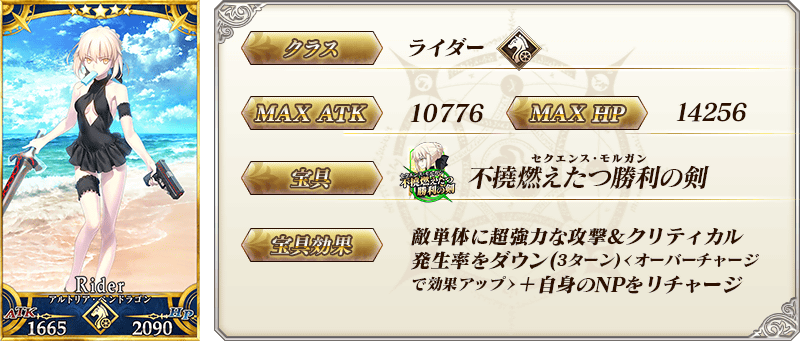 Rider
アルトリア・ペンドラゴン
ATK
HP
1665
2090
クラス
ライダー
MAX ATK
10776
MAX HP
14256
宝具
不撓燃えたつ
勝利の剣
セクエンス・モルガン
不撓燃えたつ勝利の剣
宝具効果
敵単体に超強力な攻撃&クリティカル
発生率をダウン(3ターン)<オーバーチャージ
で効果アップ>+自身のNPをリチャージ